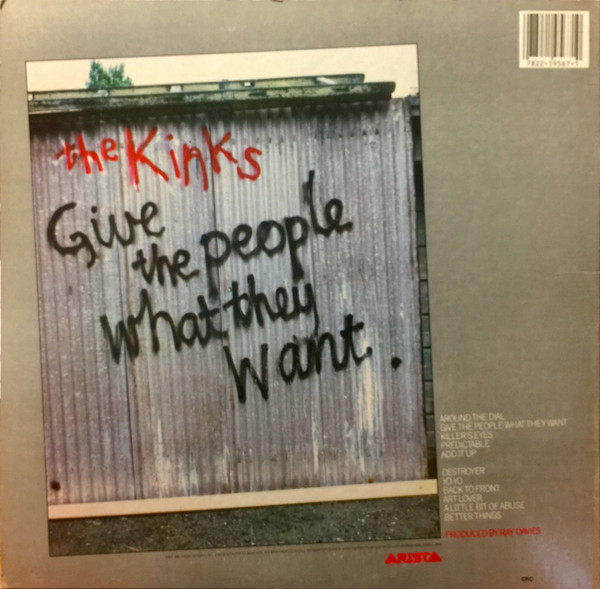 7822-19567-1
the Kinks
Give
the people
what they
want.
AROUND THE DIAL
GIVE THE PEOPLE WHAT THEY WANT
KILLER'S EYES
PREDICTABLE
ADD IT UP
DESTROYER
YO YO
BACK TO FRONT
ART LOVER
A LITTLE BIT OF ABUSE
BETTER THINGS
PRODUCED BY RAY DAVIES
ARISTA
CRC